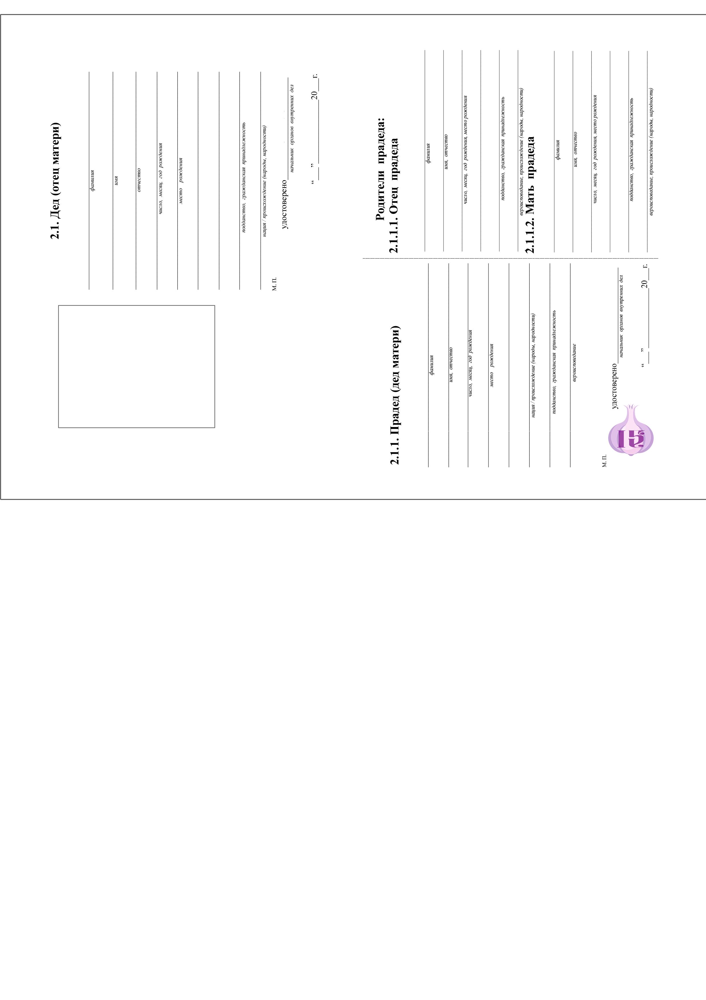 2.1. Дед (отец матери)
фамилия
имя
отчество
число, месяц, год рождения
место рождения
подданство, гражданская принадлежность
нация / происхождение (народы, народности)
М. П.
удостоверено
начальник органов внутренних дел
“ ” 20 г.
2.1.1. Прадед (дед матери)
фамилия
имя, отчество
число, месяц, год рождения
место рождения
нация / происхождение (народы, народности)
подданство, гражданская принадлежность
вероисповедание
М. П.
удостоверено
начальник органов внутренних дел
“ ” 20 г.
Родители прадеда:
2.1.1.1. Отец прадеда
фамилия
имя, отчество
число, месяц, год рождения, место рождения
подданство, гражданская принадлежность
вероисповедание, происхождение (народы, народности)
2.1.1.2. Мать прадеда
фамилия
имя, отчество
число, месяц, год рождения, место рождения
подданство, гражданская принадлежность
вероисповедание, происхождение (народы, народности)